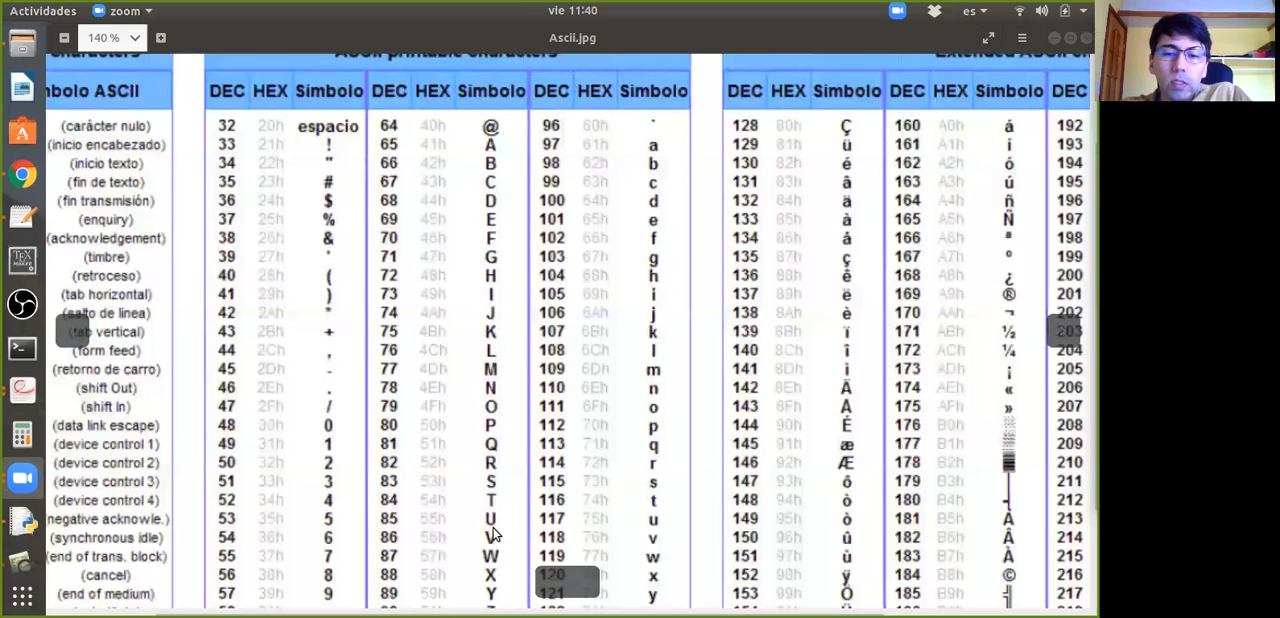 Actividades zoom vie 11:40 es
140 % Ascii.jpg
DEC HEX Simbolo DEC HEX Simbolo DEC HEX Simbolo DEC HEX Simbolo DEC HEX Simbolo DEC
(carácter nulo) 32 20h espacio 64 40h @ 96 60h ` 128 80h Ç 160 A0h á 192
(inicio encabezado) 33 21h ! 65 41h A 97 61h a 129 81h ü 161 A1h í 193
(inicio texto) 34 22h " 66 42h B 98 62h b 130 82h é 162 A2h ó 194
(fin de texto) 35 23h # 67 43h C 99 63h c 131 83h â 163 A3h ú 195
(fin transmisión) 36 24h $ 68 44h D 100 64h d 132 84h ä 164 A4h ñ 196
(enquiry) 37 25h % 69 45h E 101 65h e 133 85h à 165 A5h Ñ 197
(acknowledgement) 38 26h & 70 46h F 102 66h f 134 86h å 166 A6h ª 198
(timbre) 39 27h ' 71 47h G 103 67h g 135 87h ç 167 A7h º 199
(retroceso) 40 28h ( 72 48h H 104 68h h 136 88h ê 168 A8h ¿ 200
(tab horizontal) 41 29h ) 73 49h I 105 69h i 137 89h ë 169 A9h ® 201
(salto de linea) 42 2Ah * 74 4Ah J 106 6Ah j 138 8Ah è 170 AAh ¬ 202
(tab vertical) 43 2Bh + 75 4Bh K 107 6Bh k 139 8Bh ï 171 ABh ½ 203
(form feed) 44 2Ch , 76 4Ch L 108 6Ch l 140 8Ch î 172 ACh ¼ 204
(retorno de carro) 45 2Dh - 77 4Dh M 109 6Dh m 141 8Dh ì 173 ADh ¡ 205
(shift Out) 46 2Eh . 78 4Eh N 110 6Eh n 142 8Eh Ä 174 AEh « 206
(shift In) 47 2Fh / 79 4Fh O 111 6Fh o 143 8Fh Å 175 AFh » 207
(data link escape) 48 30h 0 80 50h P 112 70h p 144 90h É 176 B0h ░ 208
(device control 1) 49 31h 1 81 51h Q 113 71h q 145 91h æ 177 B1h ▒ 209
(device control 2) 50 32h 2 82 52h R 114 72h r 146 92h Æ 178 B2h ▓ 210
(device control 3) 51 33h 3 83 53h S 115 73h s 147 93h ô 179 B3h │ 211
(device control 4) 52 34h 4 84 54h T 116 74h t 148 94h ò 180 B4h ┤ 212
(negative acknowle.) 53 35h 5 85 55h U 117 75h u 149 95h ò 181 B5h Á 213
(synchronous idle) 54 36h 6 86 56h V 118 76h v 150 96h û 182 B6h Â 214
(end of trans. block) 55 37h 7 87 57h W 119 77h w 151 97h ù 183 B7h À 215
(cancel) 56 38h 8 88 58h X 120 x 152 98h ÿ 184 B8h © 216
(end of medium) 57 39h 9 89 59h Y 121 y 153 99h Ö 185 B9h ╣ 217